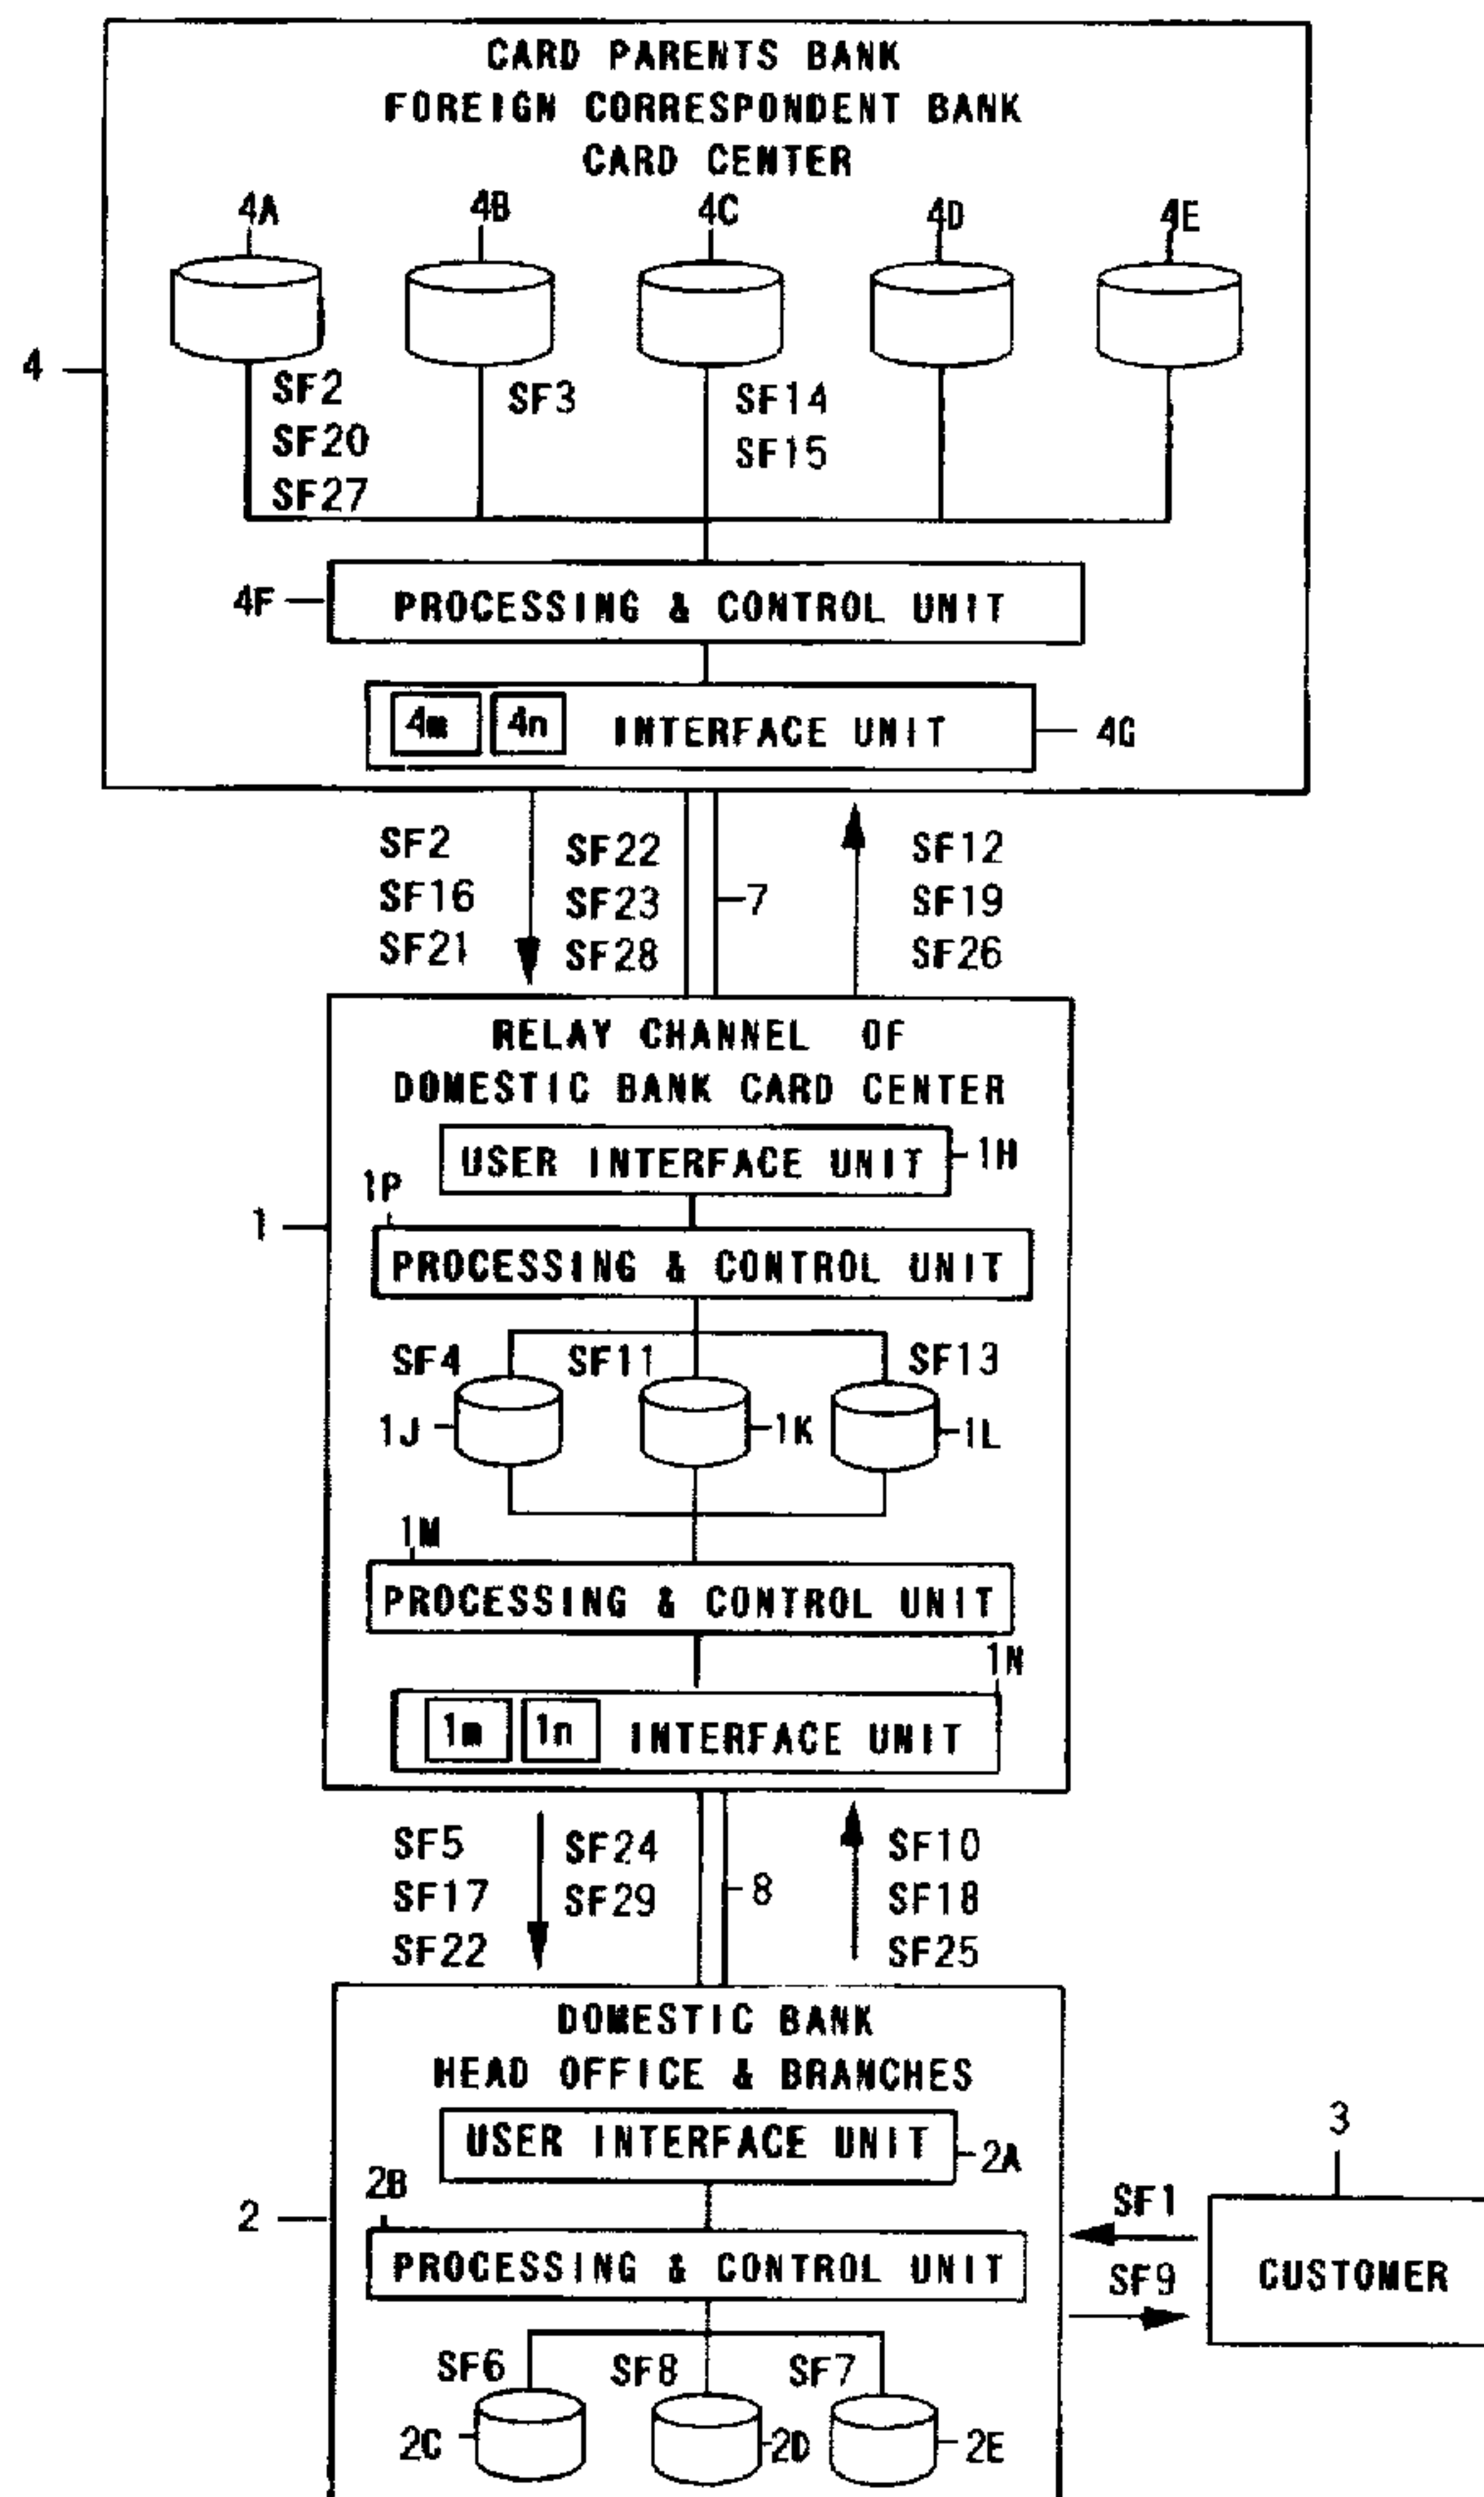 CARD PARENTS BANK
FOREIGN CORRESPONDENT BANK
CARD CENTER
4A
4B
4C
4D
4E
4
SF2
SF20
SF27
SF3
SF14
SF15
4F
PROCESSING & CONTROL UNIT
4m
4n
INTERFACE UNIT
4G
SF2
SF16
SF21
SF22
SF23
SF28
7
SF12
SF19
SF26
RELAY CHANNEL OF
DOMESTIC BANK CARD CENTER
USER INTERFACE UNIT
1H
1P
1
PROCESSING & CONTROL UNIT
SF4
SF11
SF13
1J
1K
1L
1M
PROCESSING & CONTROL UNIT
1N
1m
1n
INTERFACE UNIT
SF5
SF17
SF22
SF24
SF29
8
SF10
SF18
SF25
DOMESTIC BANK
HEAD OFFICE & BRANCHES
USER INTERFACE UNIT
2A
2B
2
PROCESSING & CONTROL UNIT
3
SF1
SF9
CUSTOMER
SF6
SF8
SF7
2C
2D
2E